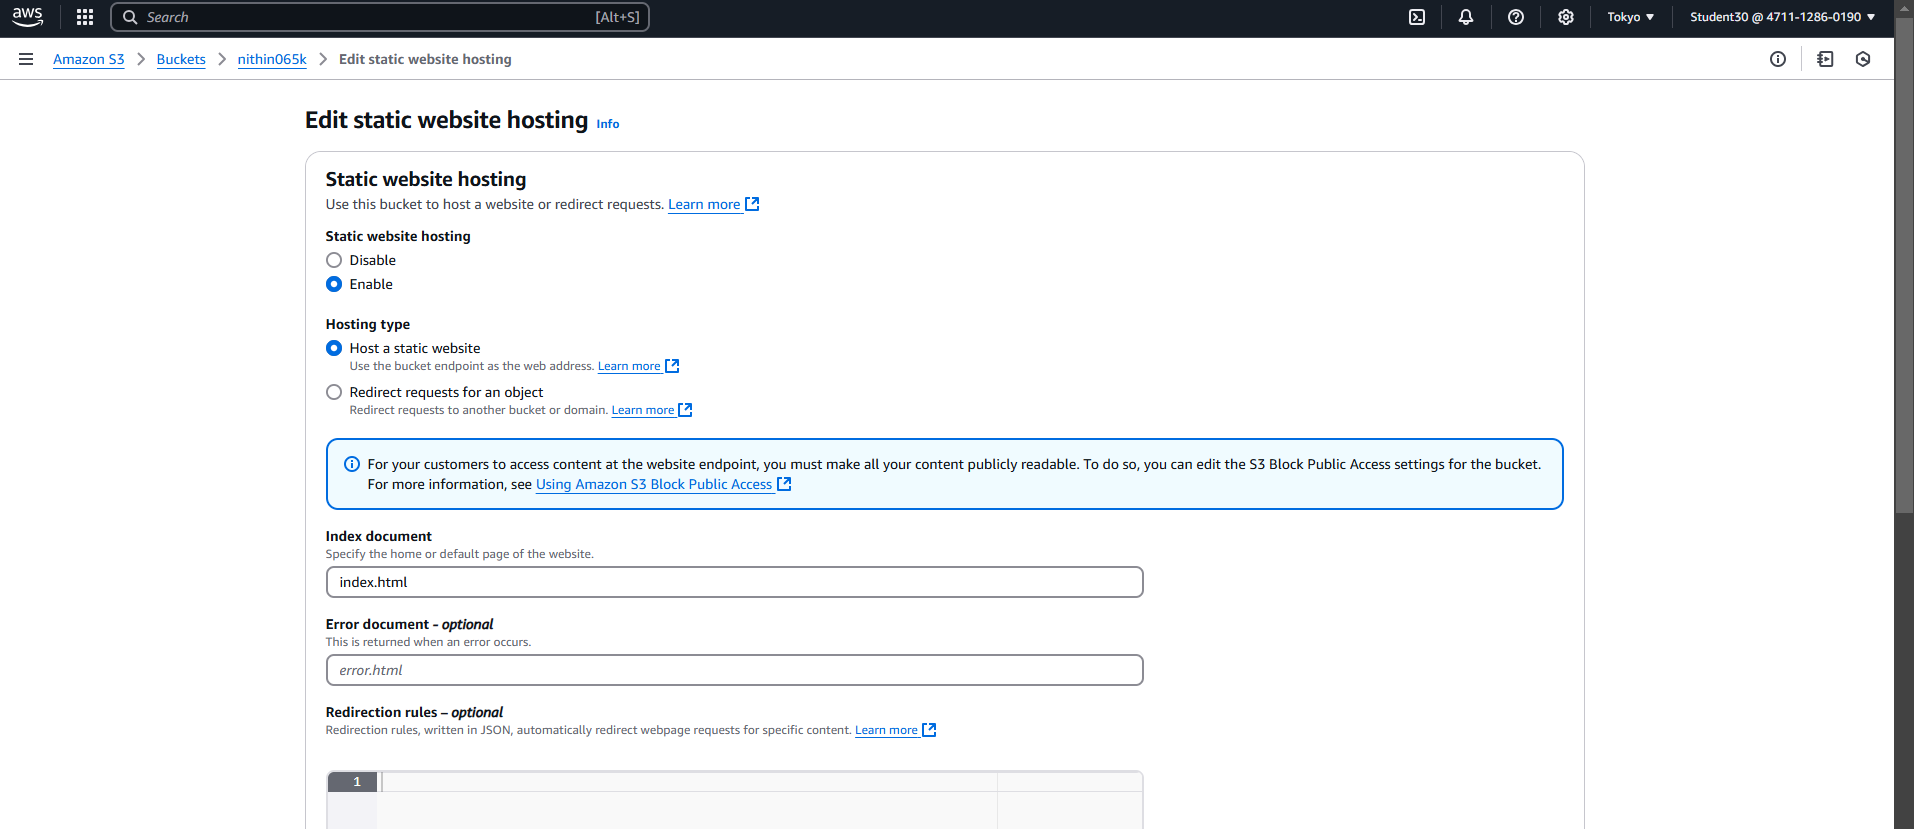 aws
Search [Alt+S]
Tokyo
Student30 @ 4711-1286-0190
Amazon S3 Buckets nithin065k Edit static website hosting
Edit static website hosting Info
Static website hosting
Use this bucket to host a website or redirect requests. Learn more
Static website hosting
Disable
Enable
Hosting type
Host a static website
Use the bucket endpoint as the web address. Learn more
Redirect requests for an object
Redirect requests to another bucket or domain. Learn more
For your customers to access content at the website endpoint, you must make all your content publicly readable. To do so, you can edit the S3 Block Public Access settings for the bucket.
For more information, see Using Amazon S3 Block Public Access
Index document
Specify the home or default page of the website.
index.html
Error document - optional
This is returned when an error occurs.
error.html
Redirection rules – optional
Redirection rules, written in JSON, automatically redirect webpage requests for specific content. Learn more
1